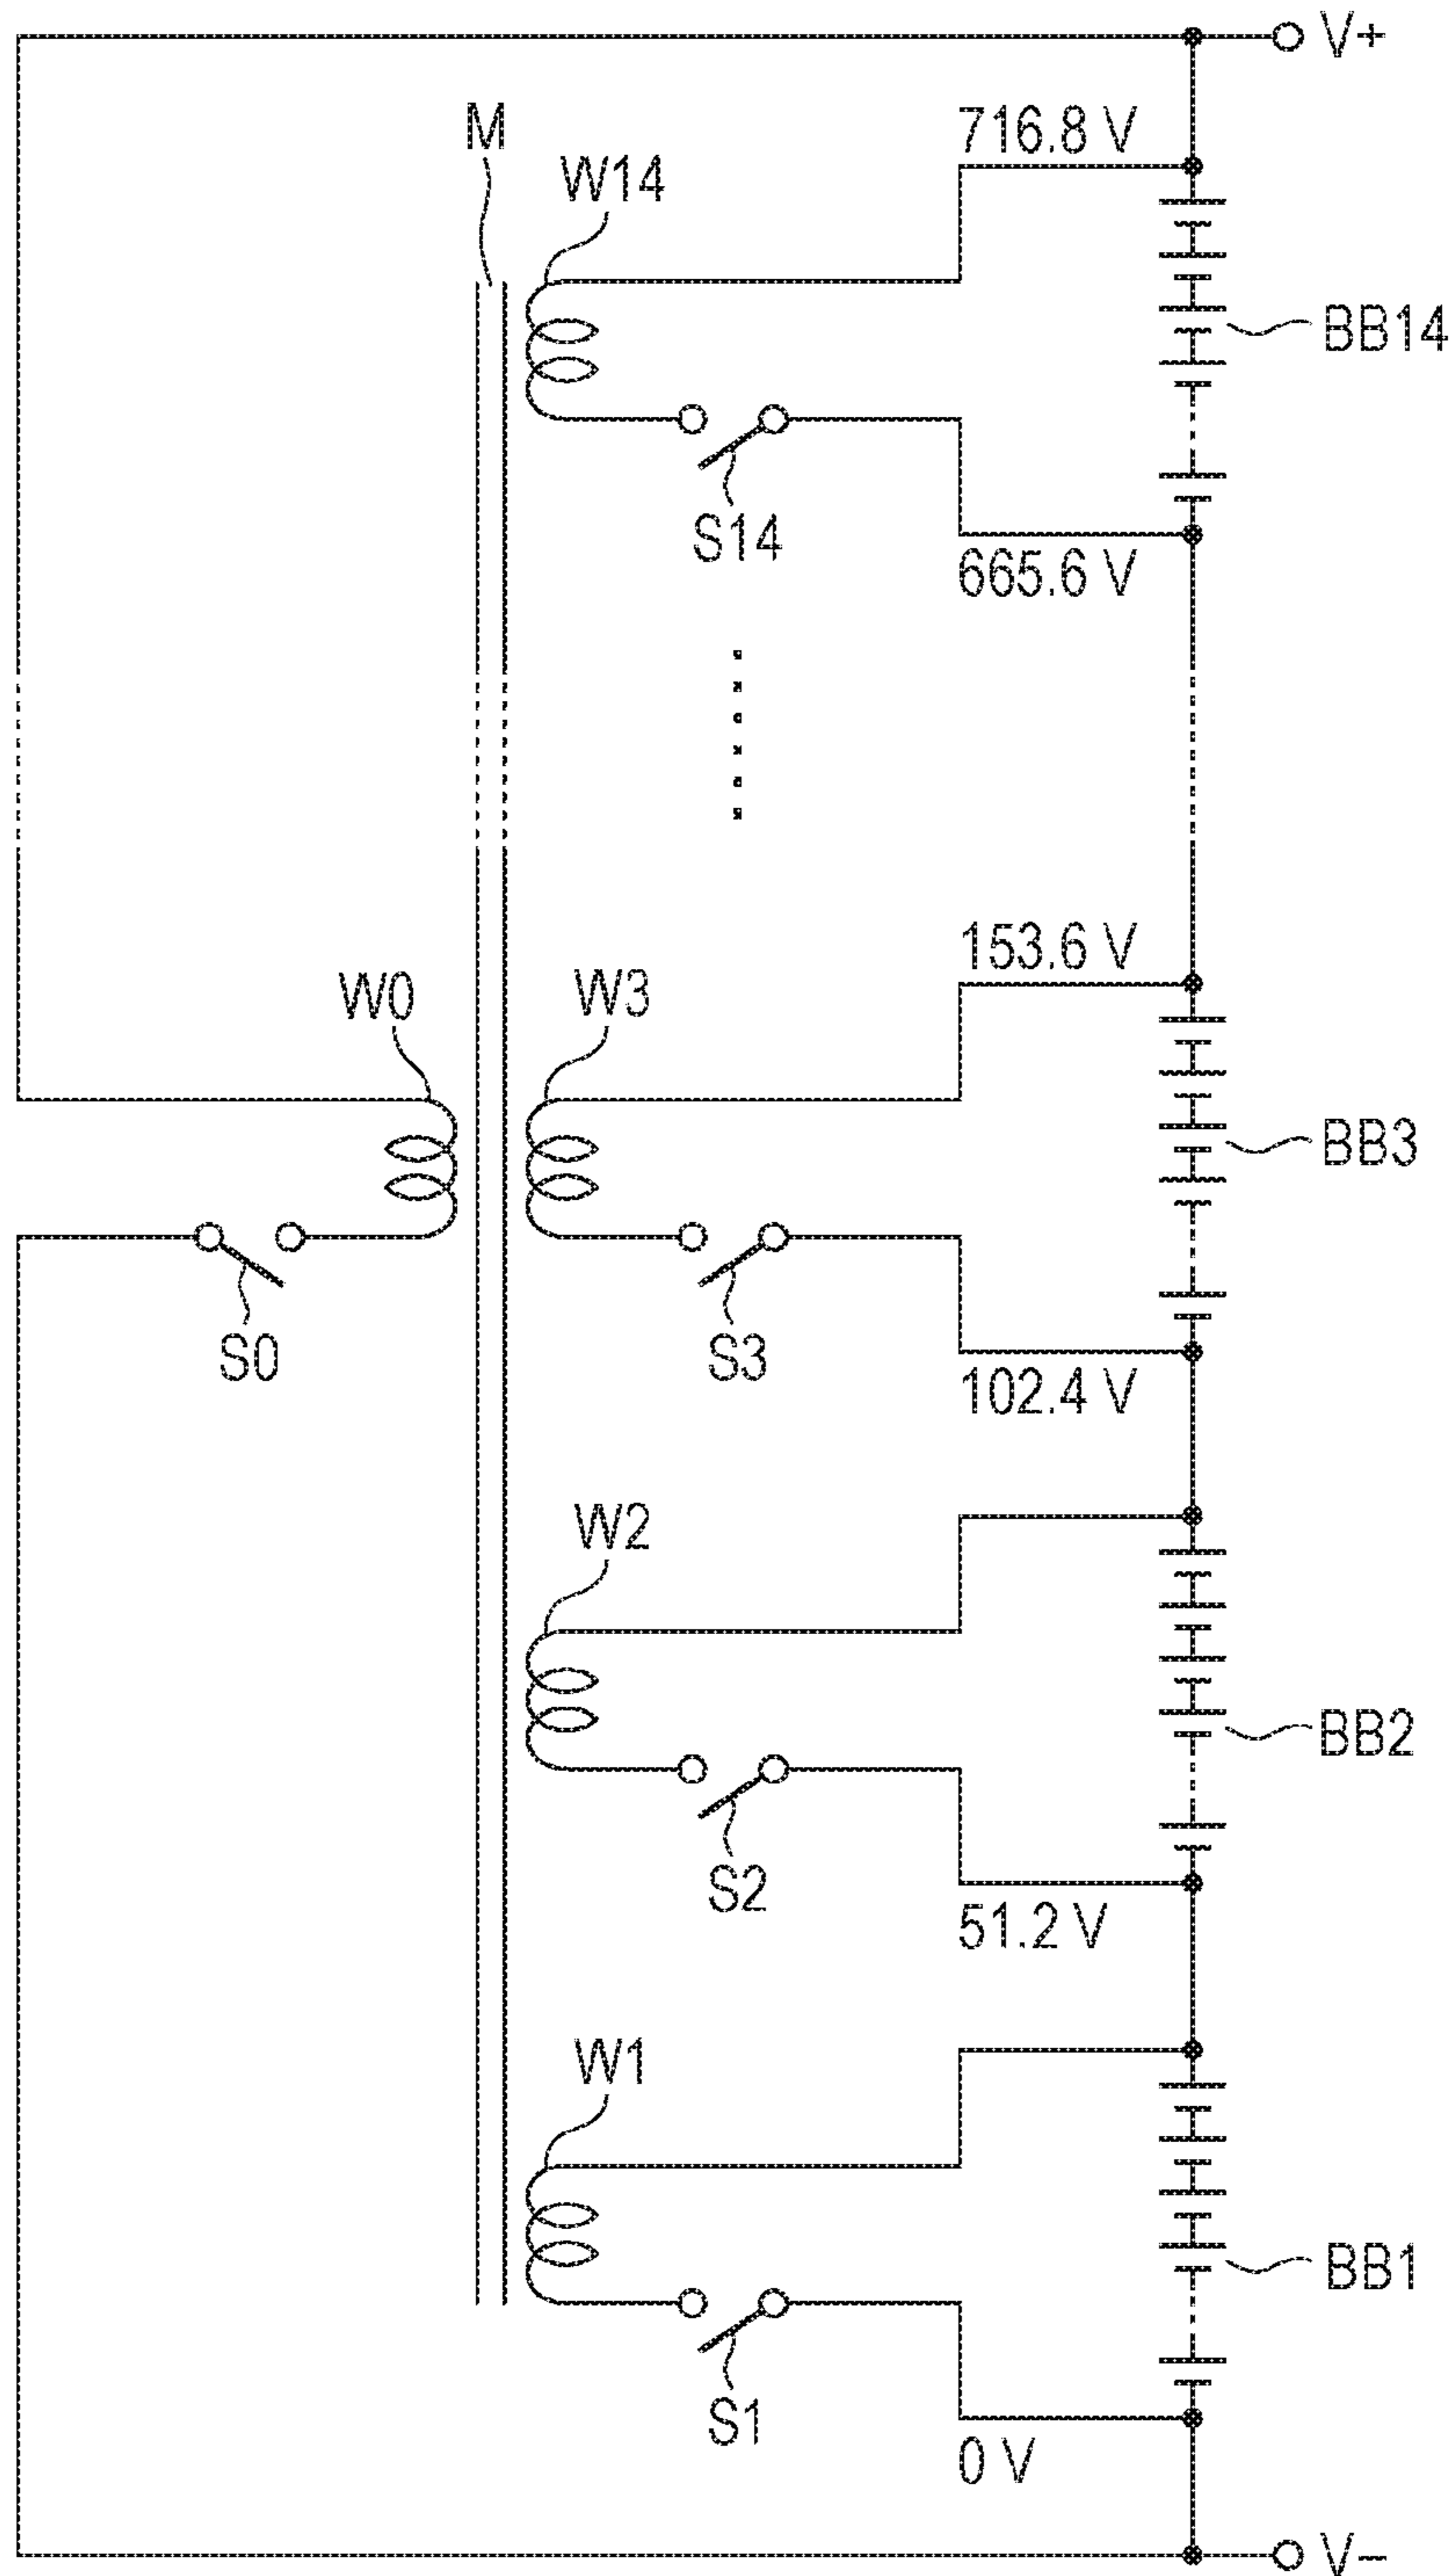 V+
716.8 V
M
W14
BB14
S14
665.6 V
153.6 V
W0
W3
BB3
S0
S3
102.4 V
W2
BB2
S2
51.2 V
W1
BB1
S1
0 V
V−